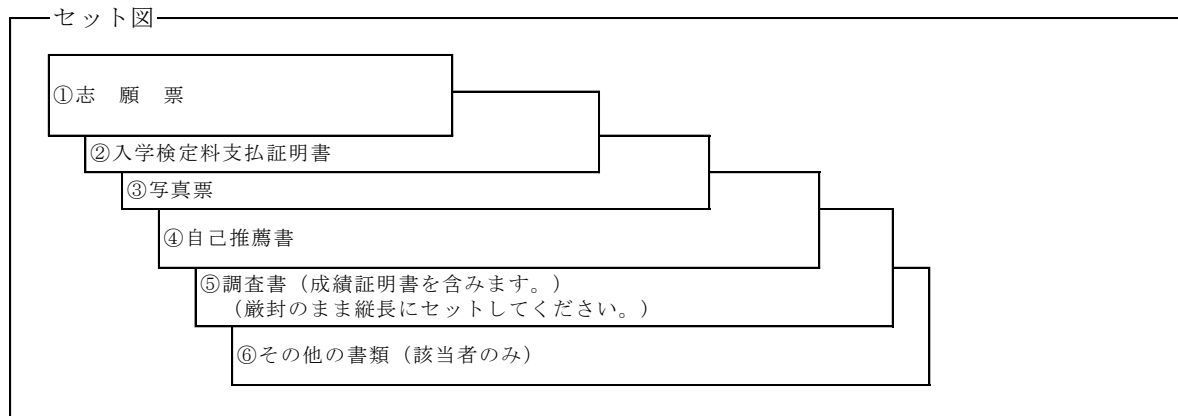 セット図
①志　願　票
②入学検定料支払証明書
③写真票
④自己推薦書
⑤調査書（成績証明書を含みます。）
（厳封のまま縦長にセットしてください。）
⑥その他の書類（該当者のみ）